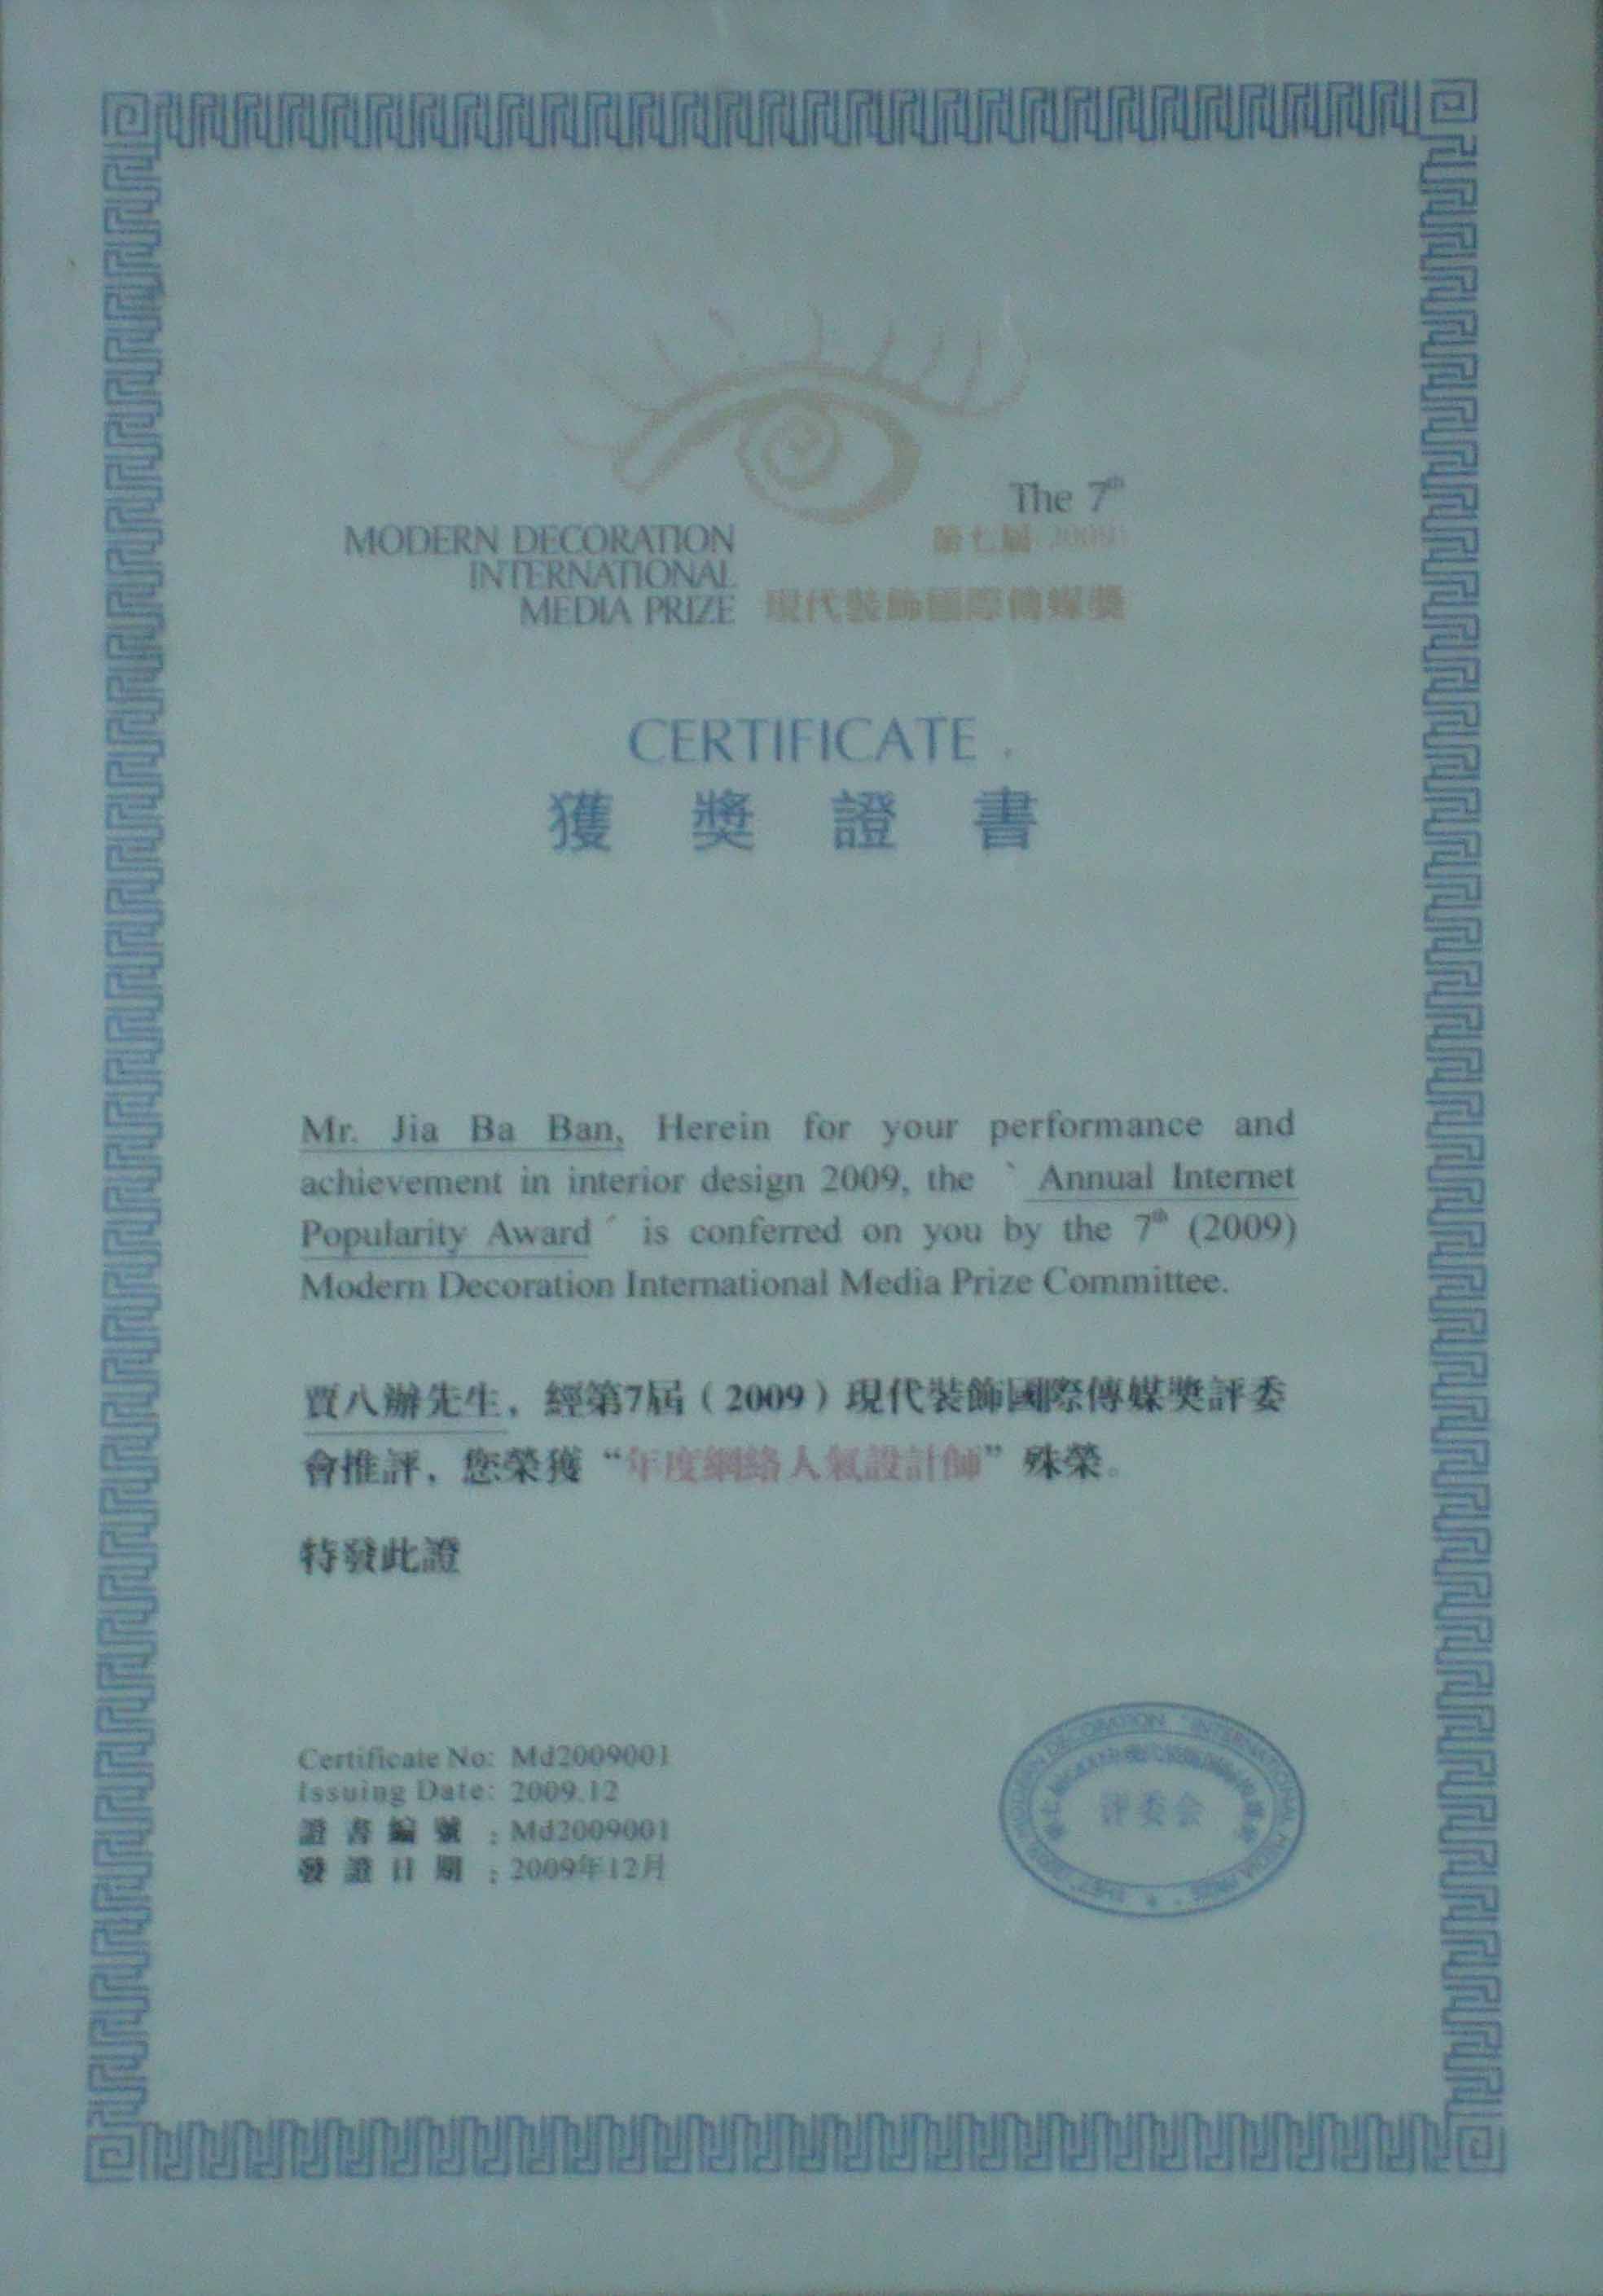 The 7th
第七屆 2009
MODERN DECORATION
INTERNATIONAL
MEDIA PRIZE
現代裝飾國際傳媒獎
CERTIFICATE
獲獎證書
Mr. Jia Ba Ban, Herein for your performance and
achievement in interior design 2009, the ` Annual Internet
Popularity Award ´ is conferred on you by the 7th (2009)
Modern Decoration International Media Prize Committee.
賈八辦先生，經第7屆（2009）現代裝飾國際傳媒獎評委
會推評，您榮獲“年度網絡人氣設計師”殊榮。
特發此證
Certificate No: Md2009001
Issuing Date: 2009.12
證書編號：Md2009001
發證日期：2009年12月
MODERN DECORATION INTERNATIONAL MEDIA PRIZE
評委会